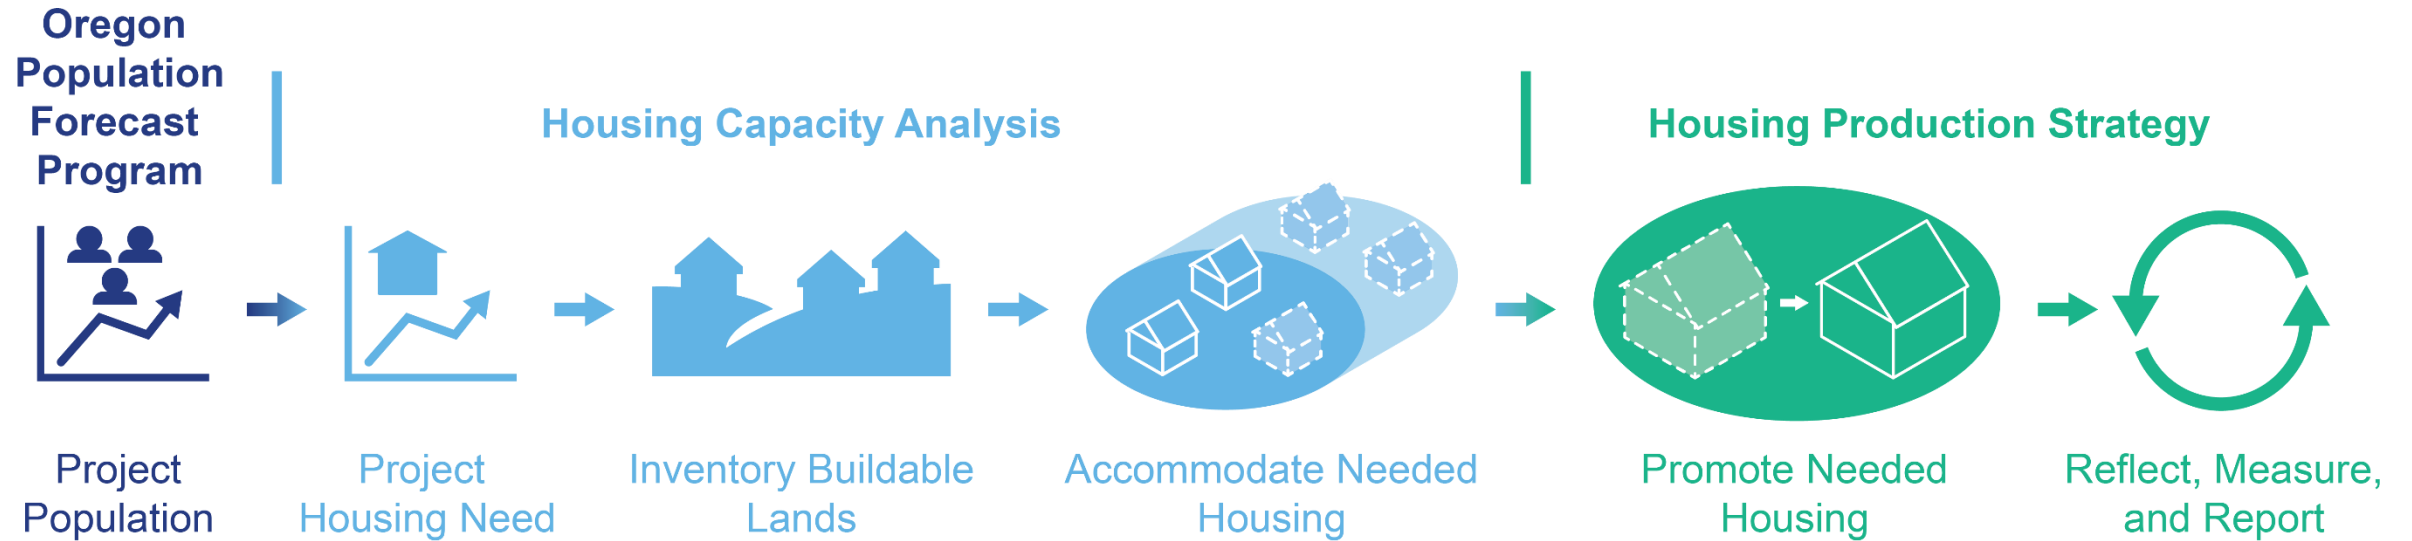 Oregon
Population
Forecast
Program
Housing Capacity Analysis
Housing Production Strategy
Project
Population
Project
Housing Need
Inventory Buildable
Lands
Accommodate Needed
Housing
Promote Needed
Housing
Reflect, Measure,
and Report